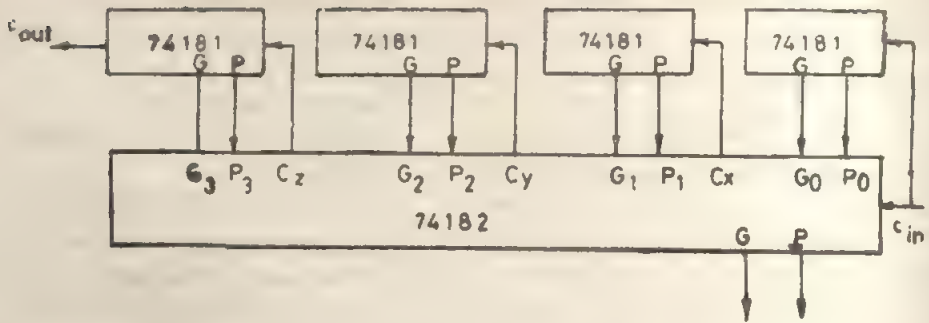 cout 74181 74181 74181 74181
G P G P G P G P
G3 P3 Cz G2 P2 Cy G1 P1 Cx G0 P0
74182 cin
G P